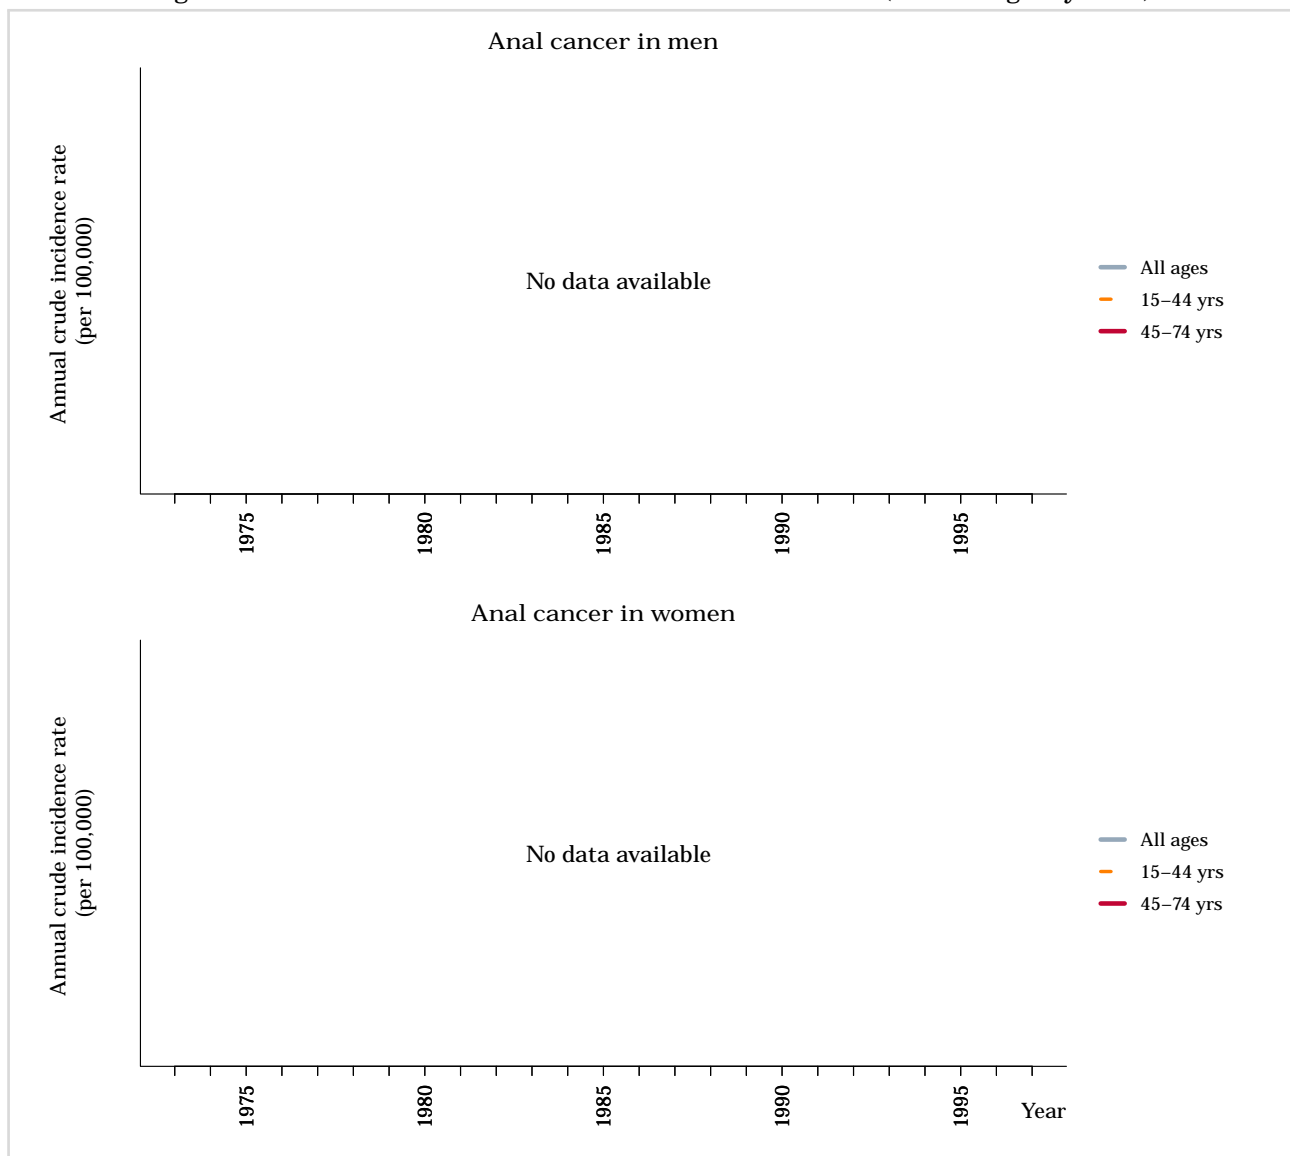 Anal cancer in men
Annual crude incidence rate
(per 100,000)
No data available
All ages
15–44 yrs
45–74 yrs
1975
1980
1985
1990
1995
Anal cancer in women
Annual crude incidence rate
(per 100,000)
No data available
All ages
15–44 yrs
45–74 yrs
1975
1980
1985
1990
1995
Year